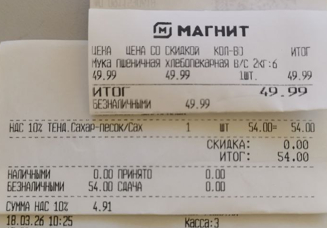 МАГНИТ
ЦЕНА ЦЕНА СО СКИДКОЙ КОЛ-ВО ИТОГ
Мука пшеничная хлебопекарная В/С 2кг:6
49.99 49.99 1ШТ. 49.99
ИТОГ 49.99
БЕЗНАЛИЧНЫМИ 49.99
НДС 10% ТЕНД.Сахар-песок/Сах 1 ШТ 54.00= 54.00
СКИДКА: 0.00
ИТОГ: 54.00
НАЛИЧНЫМИ 0.00 ПРИНЯТО 0.00
БЕЗНАЛИЧНЫМИ 54.00 СДАЧА 0.00
СУММА НДС 10% 4.91
18.03.26 10:25 Касса:3